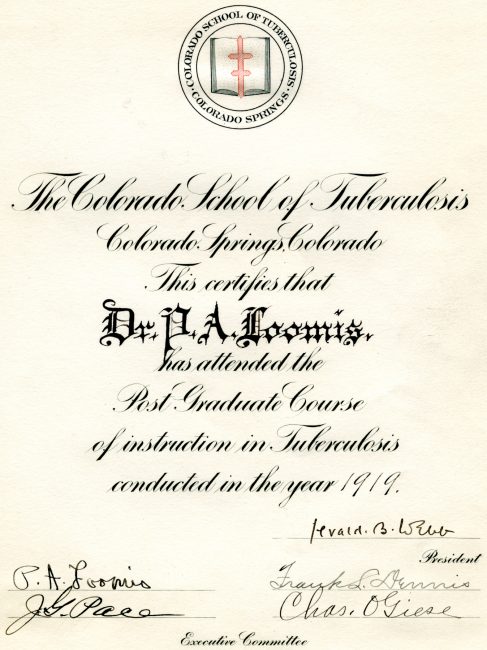 COLORADO SCHOOL OF TUBERCULOSIS.
COLORADO SPRINGS.
The Colorado School of Tuberculosis
Colorado Springs, Colorado
This certifies that
Dr. P. A. Loomis.
has attended the
Post Graduate Course
of instruction in Tuberculosis
conducted in the year 1919.
Gerald. B. Webb
President
P. A. Loomis Frank L. Dennis
J. G. Pace Chas. O Giese
Executive Committee